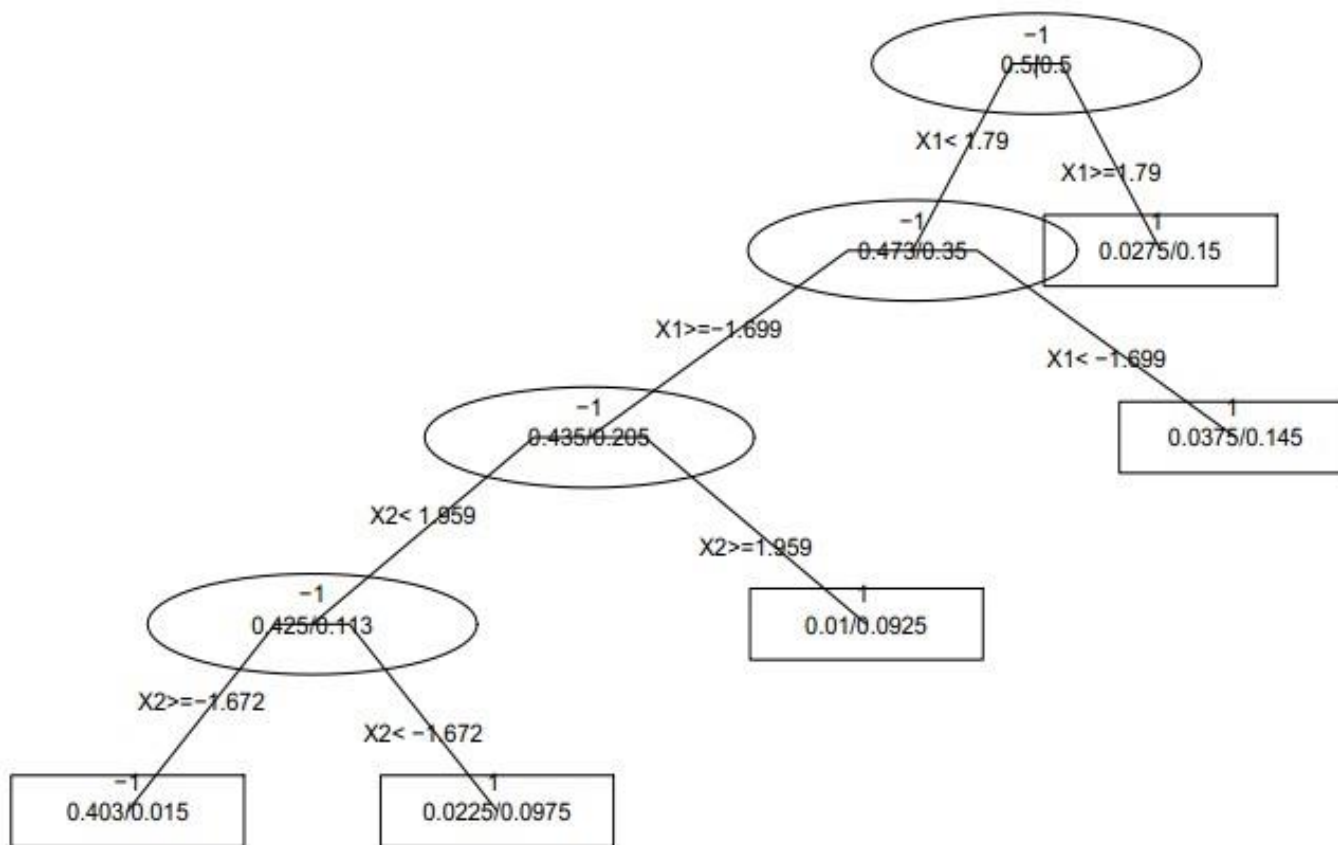 −1
0.5/0.5
X1< 1.79
X1>=1.79
−1
0.473/0.35
1
0.0275/0.15
X1>=−1.699
X1< −1.699
−1
0.435/0.205
1
0.0375/0.145
X2< 1.959
X2>=1.959
−1
0.425/0.113
1
0.01/0.0925
X2>=−1.672
X2< −1.672
−1
0.403/0.015
1
0.0225/0.0975